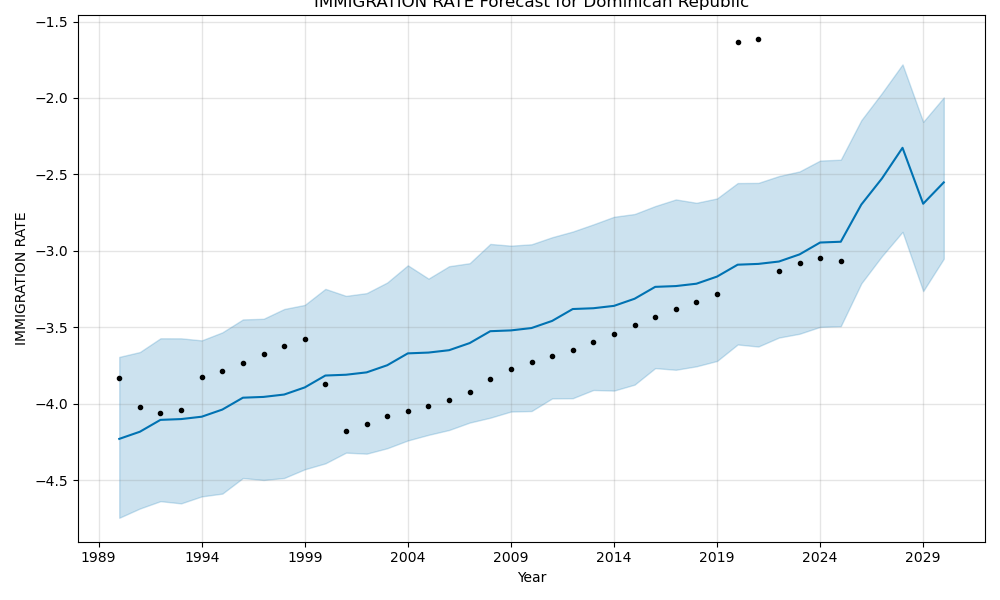 IMMIGRATION RATE Forecast for Dominican Republic
−1.5
−2.0
−2.5
−3.0
−3.5
−4.0
−4.5
IMMIGRATION RATE
1989 1994 1999 2004 2009 2014 2019 2024 2029
Year